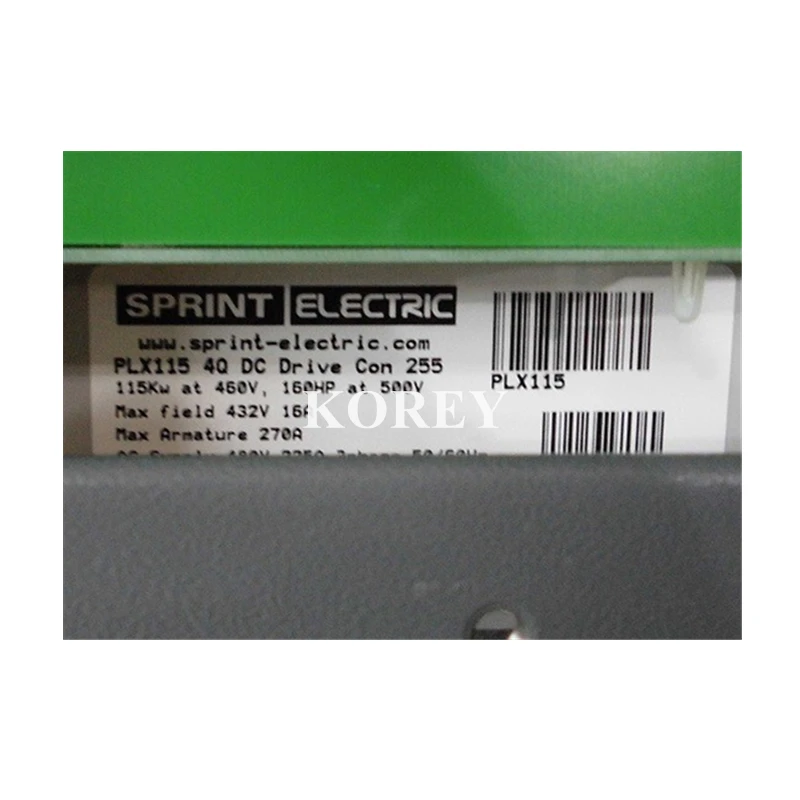 SPRINT ELECTRIC
www.sprint-electric.com
PLX115 4Q DC Drive Con 255
115Kw at 460V, 160HP at 500V
Max field 432V 16A
Max Armature 270A
PLX115
KOREY